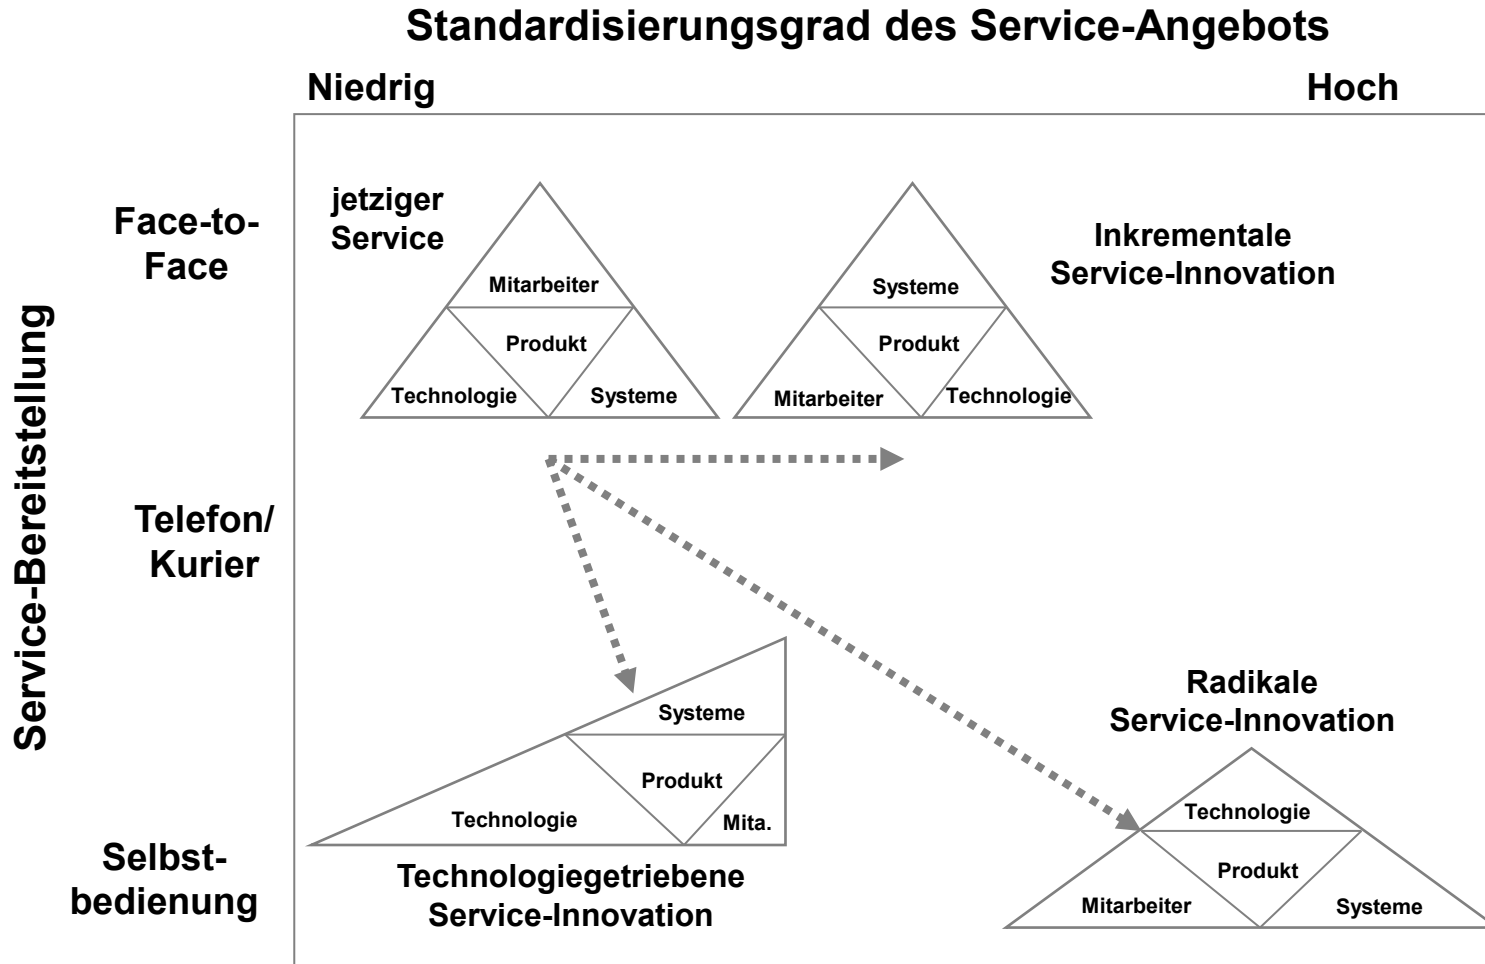 Standardisierungsgrad des Service-Angebots
Niedrig
Hoch
Service-Bereitstellung
Face-to-
Face
jetziger
Service
Mitarbeiter
Produkt
Technologie
Systeme
Systeme
Produkt
Mitarbeiter
Technologie
Inkrementale
Service-Innovation
Telefon/
Kurier
Selbst-
bedienung
Systeme
Produkt
Technologie
Mita.
Technologiegetriebene
Service-Innovation
Radikale
Service-Innovation
Technologie
Produkt
Mitarbeiter
Systeme